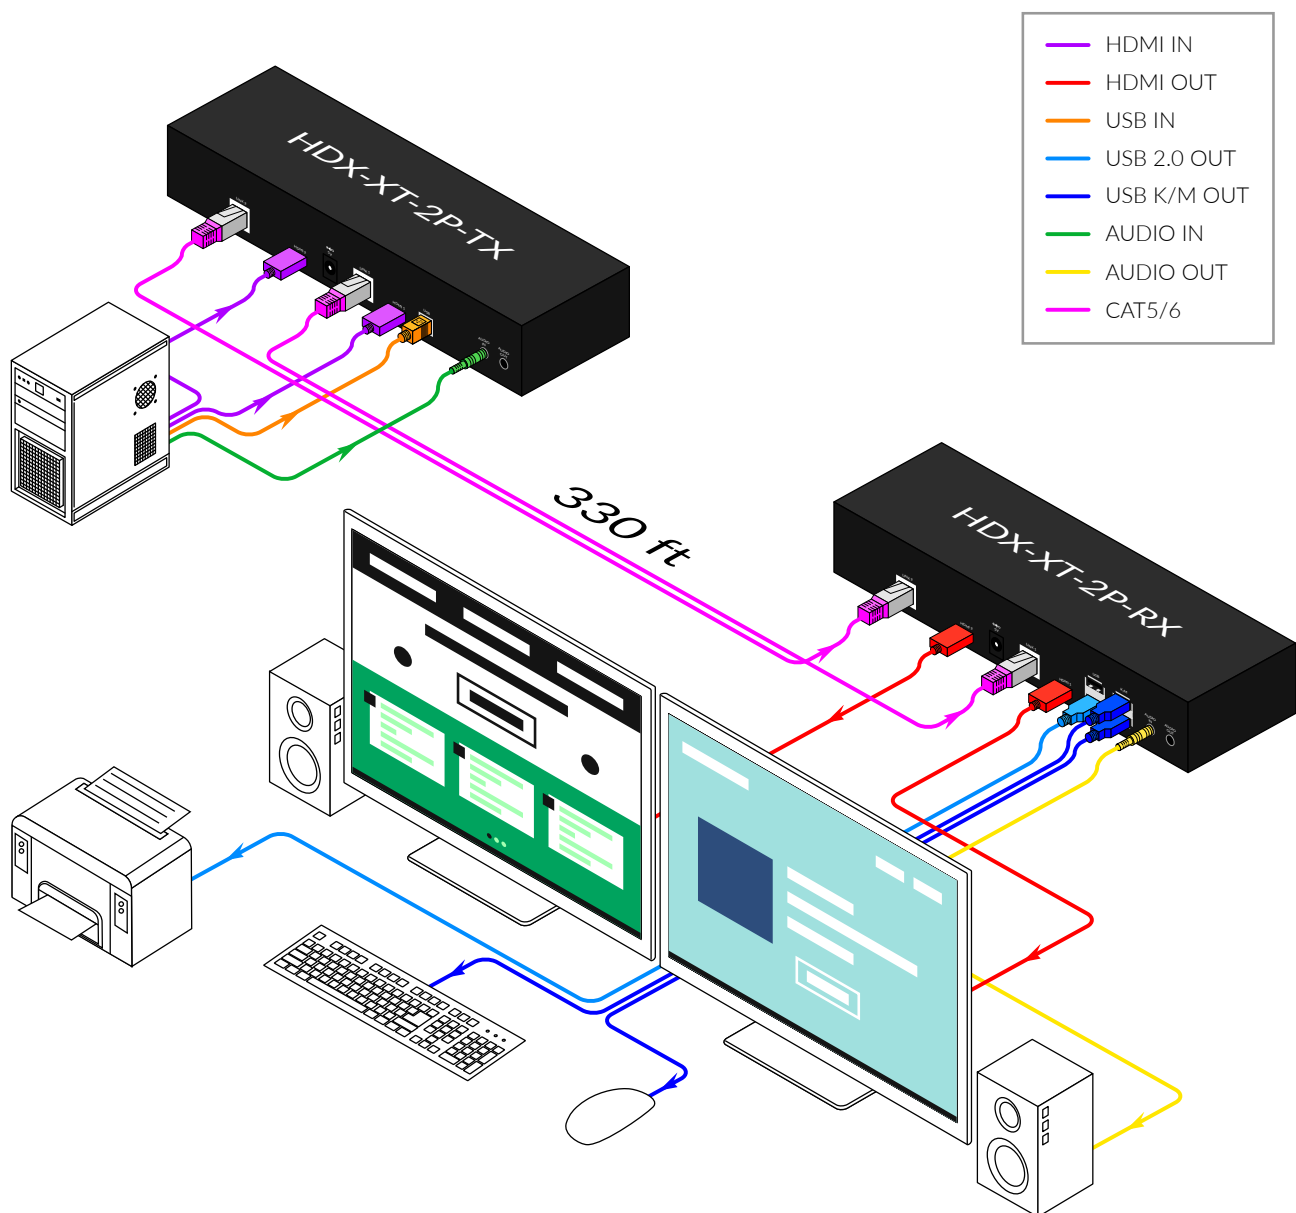 HDMI IN
HDMI OUT
USB IN
USB 2.0 OUT
USB K/M OUT
AUDIO IN
AUDIO OUT
CAT5/6
HDX-XT-2P-TX
330 ft
HDX-XT-2P-RX